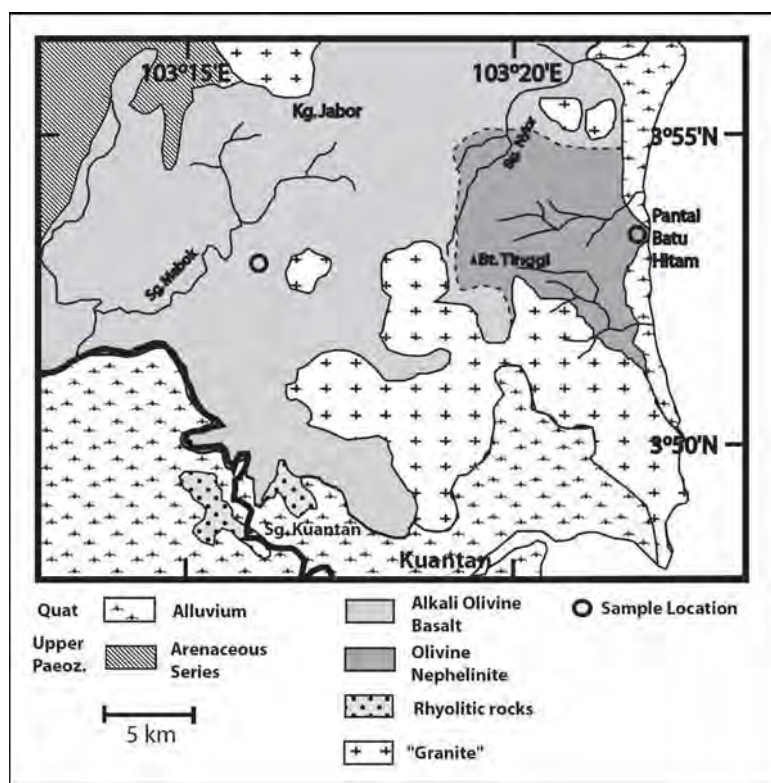 103°15'E
103°20'E
Kg. Jabor
3°55'N
Pantai
Batu
Hitam
Sg. Mabok
Bt. Tinggi
3°50'N
Sg. Kuantan
Kuantan
Quat
Alluvium
Upper
Paeoz.
Arenaceous
Series
Alkali Olivine
Basalt
Olivine
Nephelinite
Rhyolitic rocks
"Granite"
Sample Location
5 km